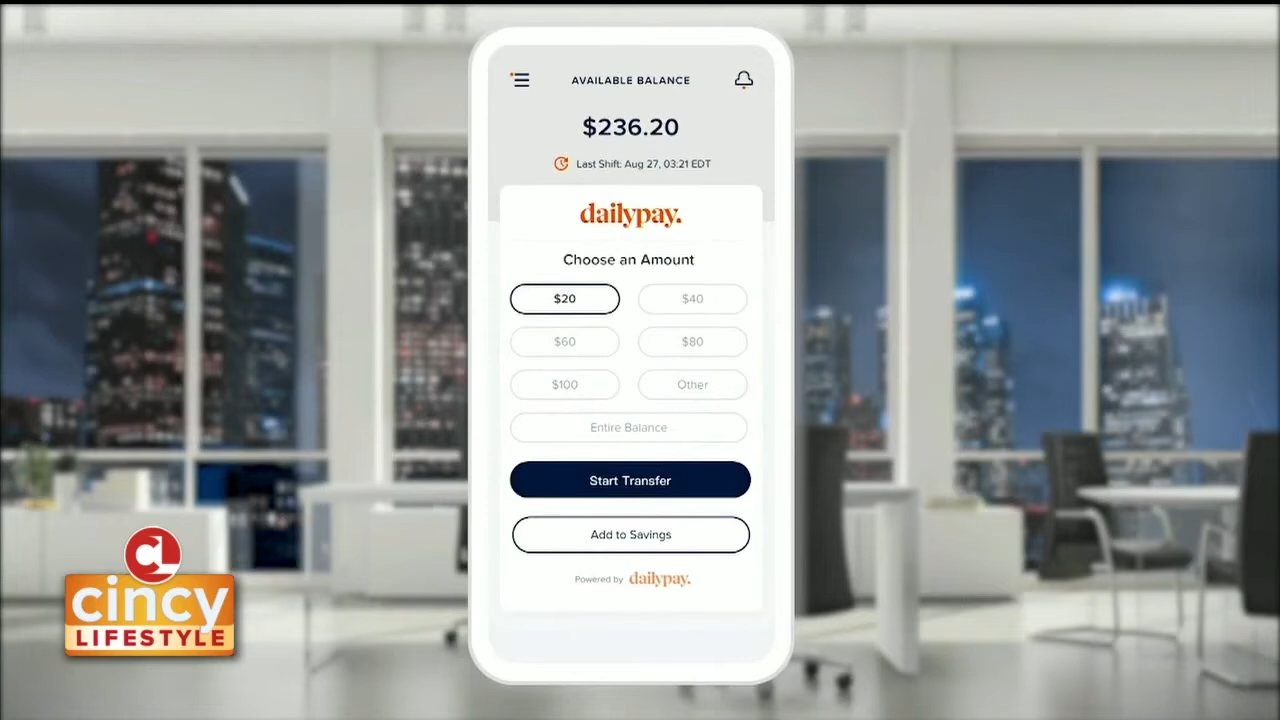 AVAILABLE BALANCE
$236.20
Last Shift: Aug 27, 03:21 EDT
dailypay.
Choose an Amount
$20
$40
$60
$80
$100
Other
Entire Balance
Start Transfer
Add to Savings
Powered by dailypay.
CL
cincy
LIFESTYLE